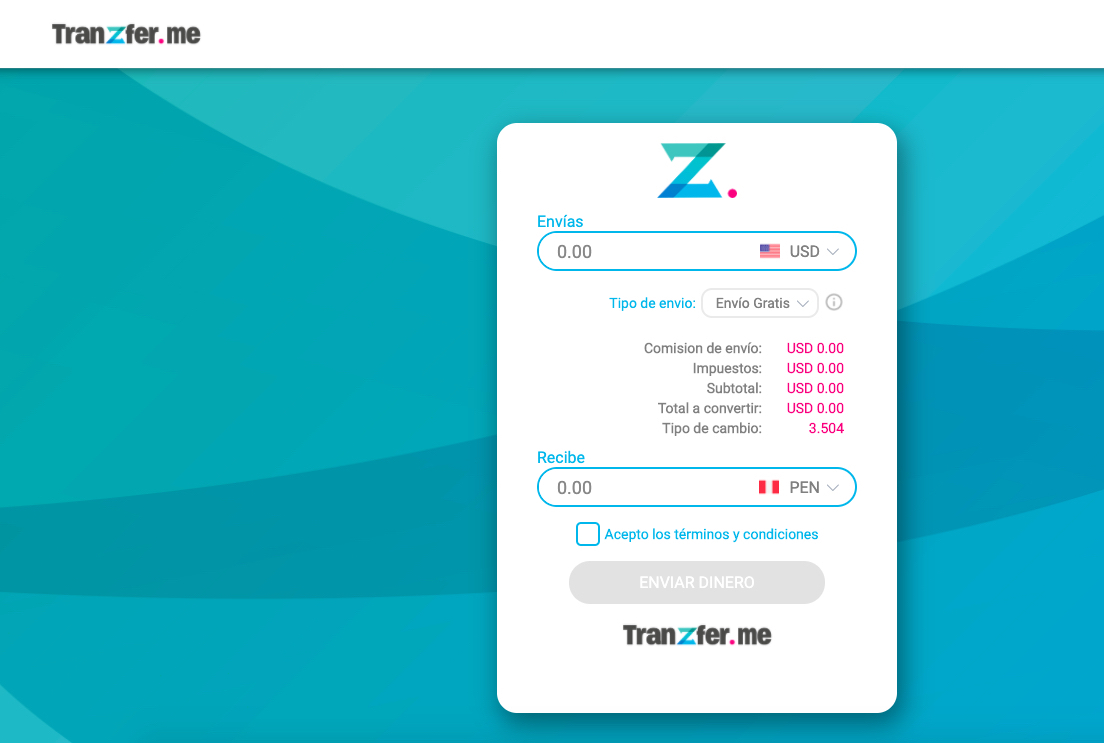 Tranzfer.me
Z.
Envías
0.00 USD
Tipo de envio: Envío Gratis
Comision de envío: USD 0.00
Impuestos: USD 0.00
Subtotal: USD 0.00
Total a convertir: USD 0.00
Tipo de cambio: 3.504
Recibe
0.00 PEN
Acepto los términos y condiciones
ENVIAR DINERO
Tranzfer.me